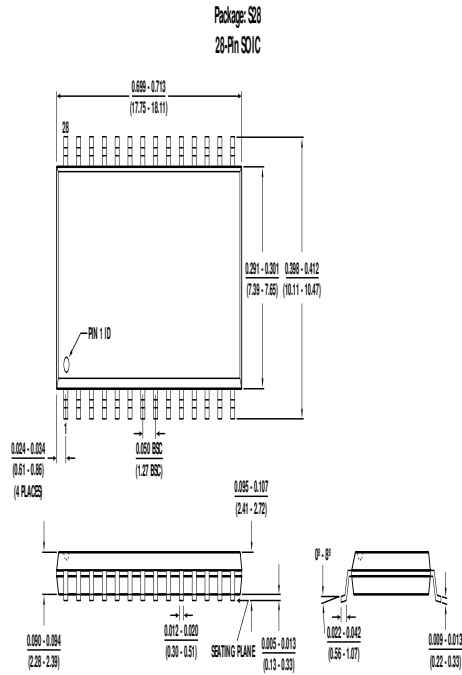 Package: S28
28-Pin SOIC
0.699 - 0.713
(17.75 - 18.11)
28
0.291 - 0.301
(7.39 - 7.65)
0.398 - 0.412
(10.11 - 10.47)
PIN 1 ID
1
0.024 - 0.034
(0.61 - 0.86)
(4 PLACES)
0.050 BSC
(1.27 BSC)
0.095 - 0.107
(2.41 - 2.72)
0º - 8º
0.090 - 0.094
(2.28 - 2.39)
0.012 - 0.020
(0.30 - 0.51)
SEATING PLANE
0.005 - 0.013
(0.13 - 0.33)
0.022 - 0.042
(0.56 - 1.07)
0.009 - 0.013
(0.22 - 0.33)